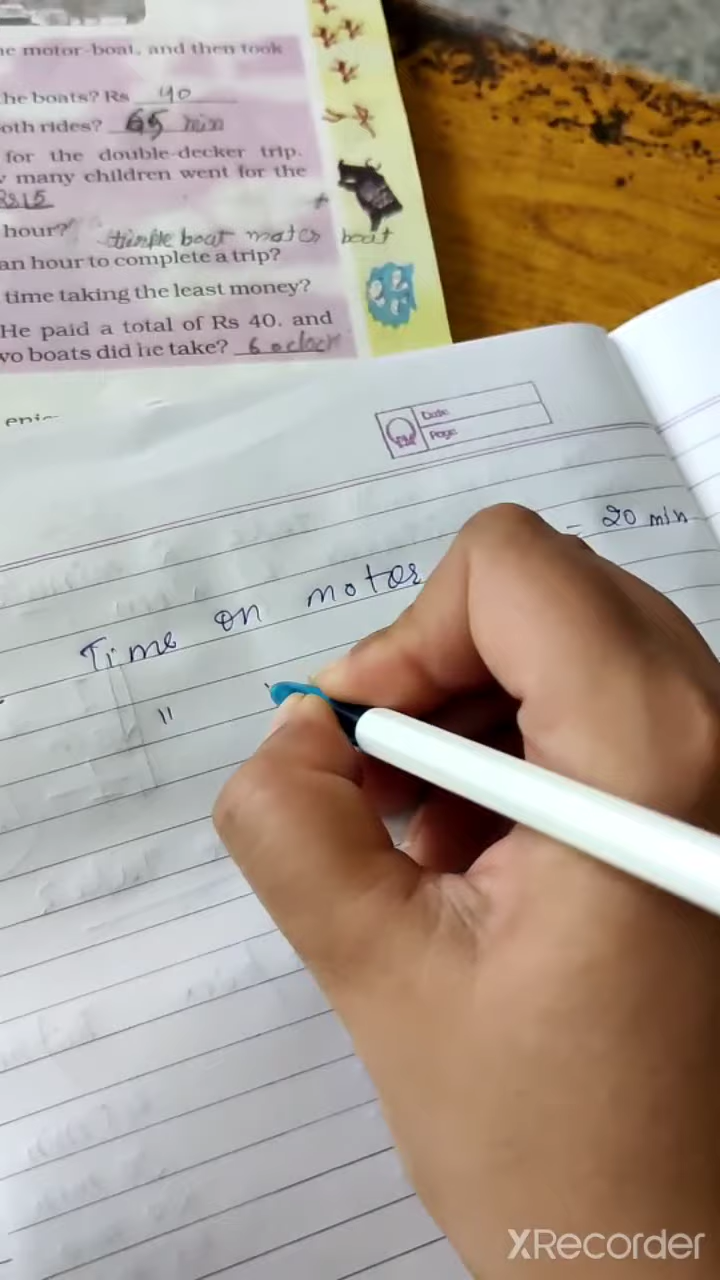 he motor-boat, and then took
he boats? Rs 40
oth rides? 65 min
for the double-decker trip.
many children went for the
Rs 15
hour? boat motor boat
an hour to complete a trip?
time taking the least money?
He paid a total of Rs 40. and
wo boats did he take? 6 oclock
Date
Page
Time on motor = 20 min
"
XRecorder